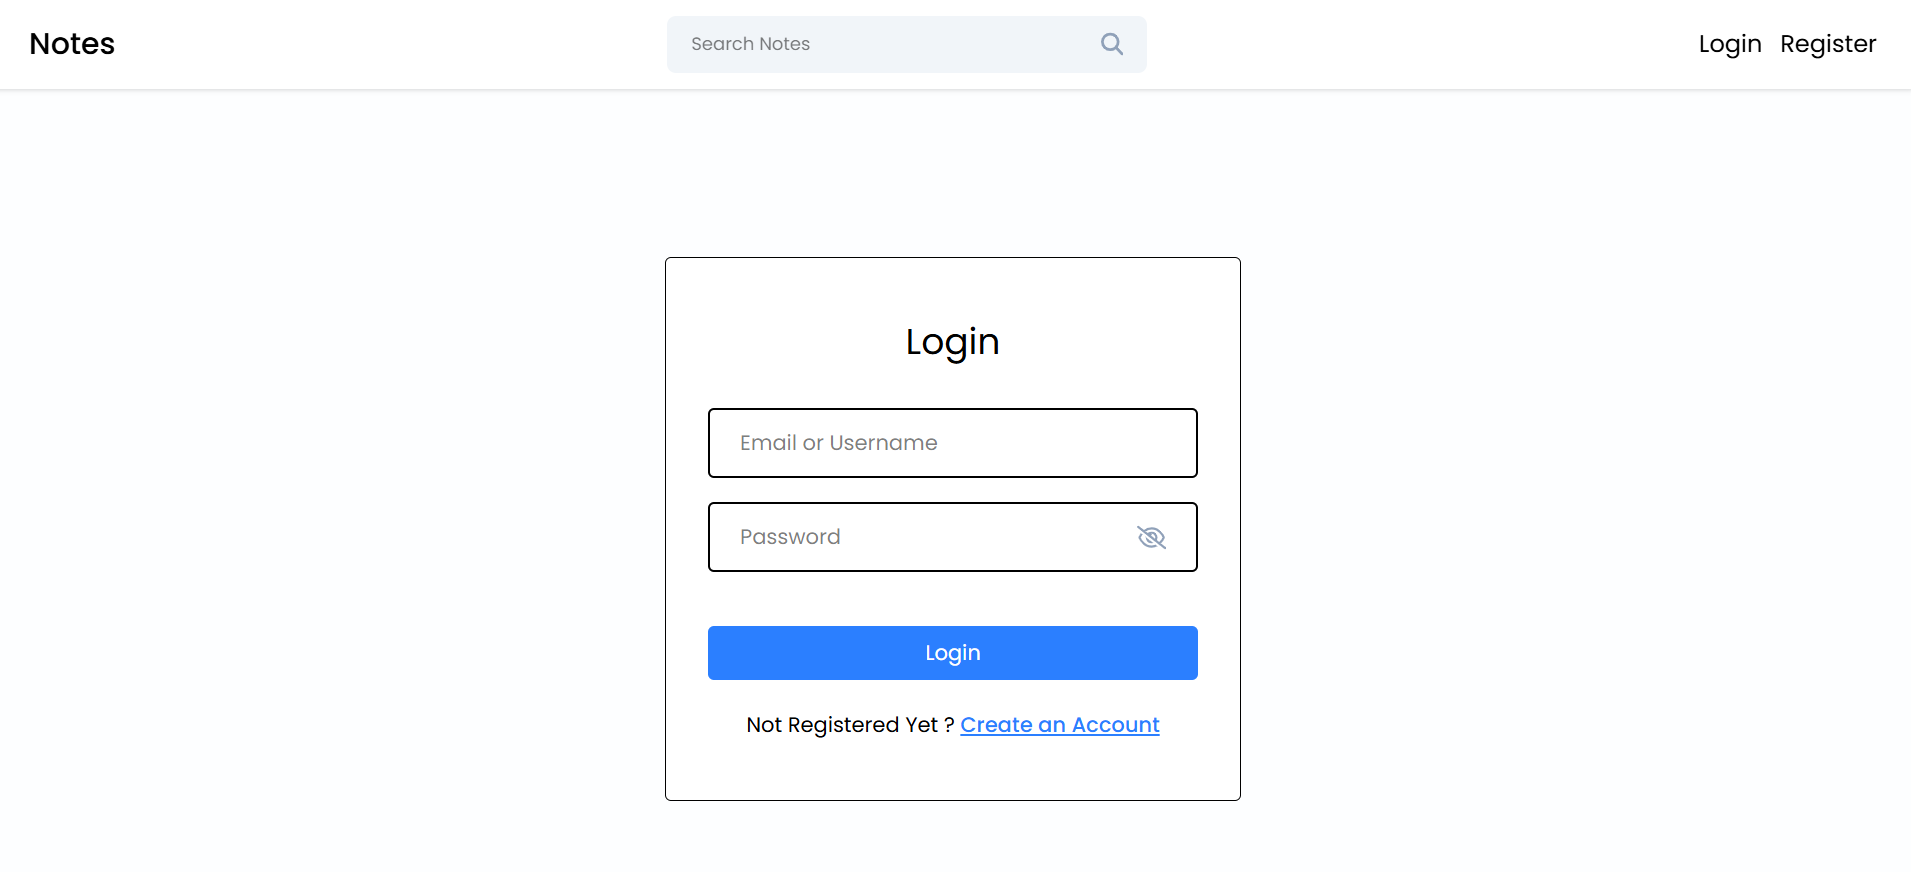 Notes
Search Notes
Login Register
Login
Email or Username
Password
Login
Not Registered Yet ? Create an Account